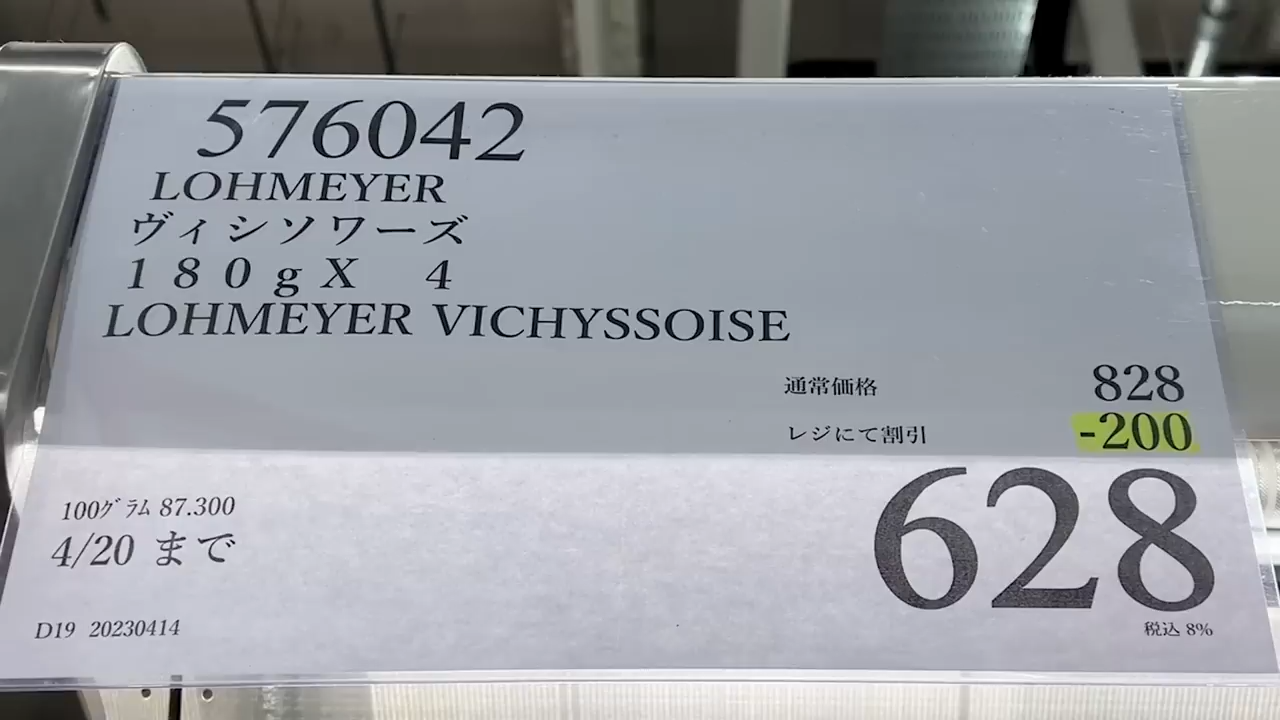 576042
LOHMEYER
ヴィシソワーズ
180gX 4
LOHMEYER VICHYSSOISE
通常価格 828
レジにて割引 -200
628
100グラム 87.300
4/20 まで
税込 8%
D19 20230414